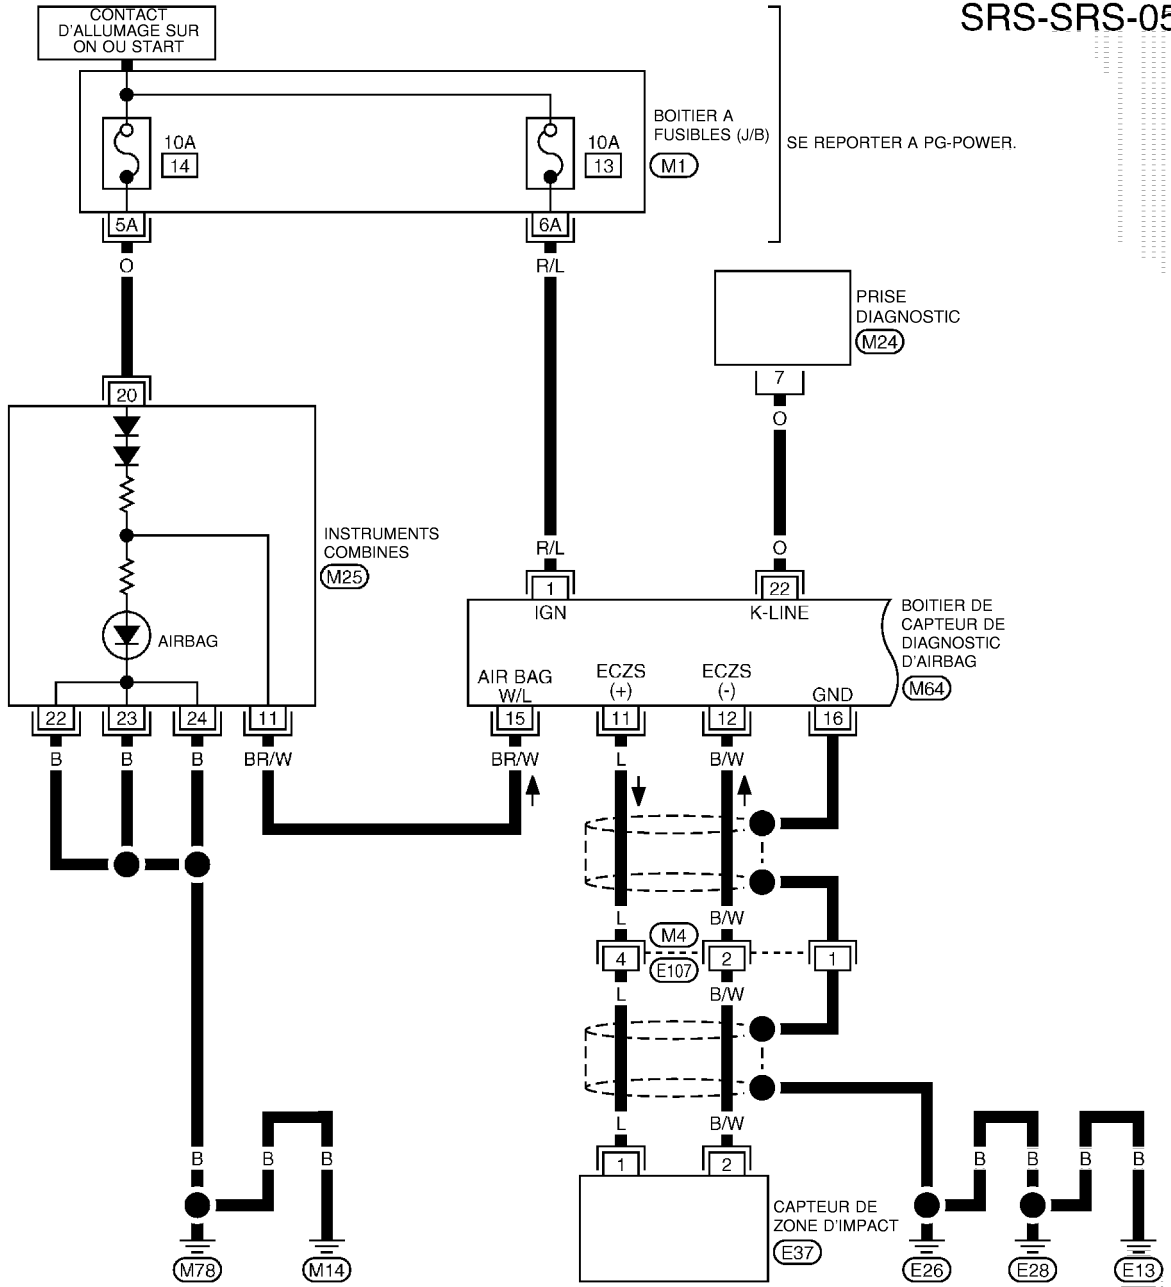 SRS-SRS-05
CONTACT
D'ALLUMAGE SUR
ON OU START
10A
14
10A
13
BOITIER A
FUSIBLES (J/B)
M1
SE REPORTER A PG-POWER.
5A
6A
O
R/L
PRISE
DIAGNOSTIC
M24
7
O
20
INSTRUMENTS
COMBINES
M25
AIRBAG
R/L
O
1
22
IGN
K-LINE
BOITIER DE
CAPTEUR DE
DIAGNOSTIC
D'AIRBAG
M64
AIR BAG
W/L
ECZS
(+)
ECZS
(-)
GND
22
23
24
11
15
11
12
16
B
B
B
BR/W
BR/W
L
B/W
L
B/W
M4
E107
4
2
1
L
B/W
L
B/W
1
2
CAPTEUR DE
ZONE D'IMPACT
E37
B
B
B
B
B
B
B
M78
M14
E26
E28
E13